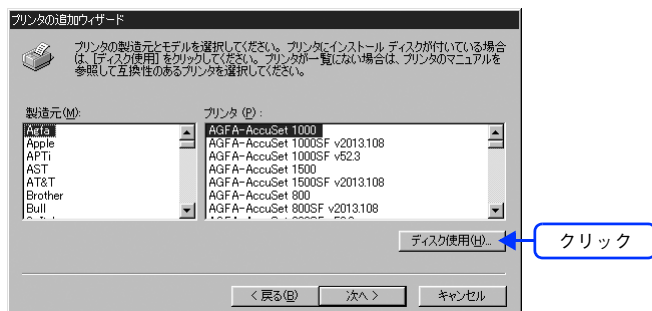 プリンタの追加ウィザード
プリンタの製造元とモデルを選択してください。プリンタにインストール ディスクが付いている場合
は、[ディスク使用] をクリックしてください。プリンタが一覧にない場合は、プリンタのマニュアルを
参照して互換性のあるプリンタを選択してください。
製造元(M):
Agfa
Apple
APTi
AST
AT&T
Brother
Bull
プリンタ (P) :
AGFA-AccuSet 1000
AGFA-AccuSet 1000SF v2013.108
AGFA-AccuSet 1000SF v52.3
AGFA-AccuSet 1500
AGFA-AccuSet 1500SF v2013.108
AGFA-AccuSet 800
AGFA-AccuSet 800SF v2013.108
ディスク使用(H)...
クリック
< 戻る(B)
次へ >
キャンセル